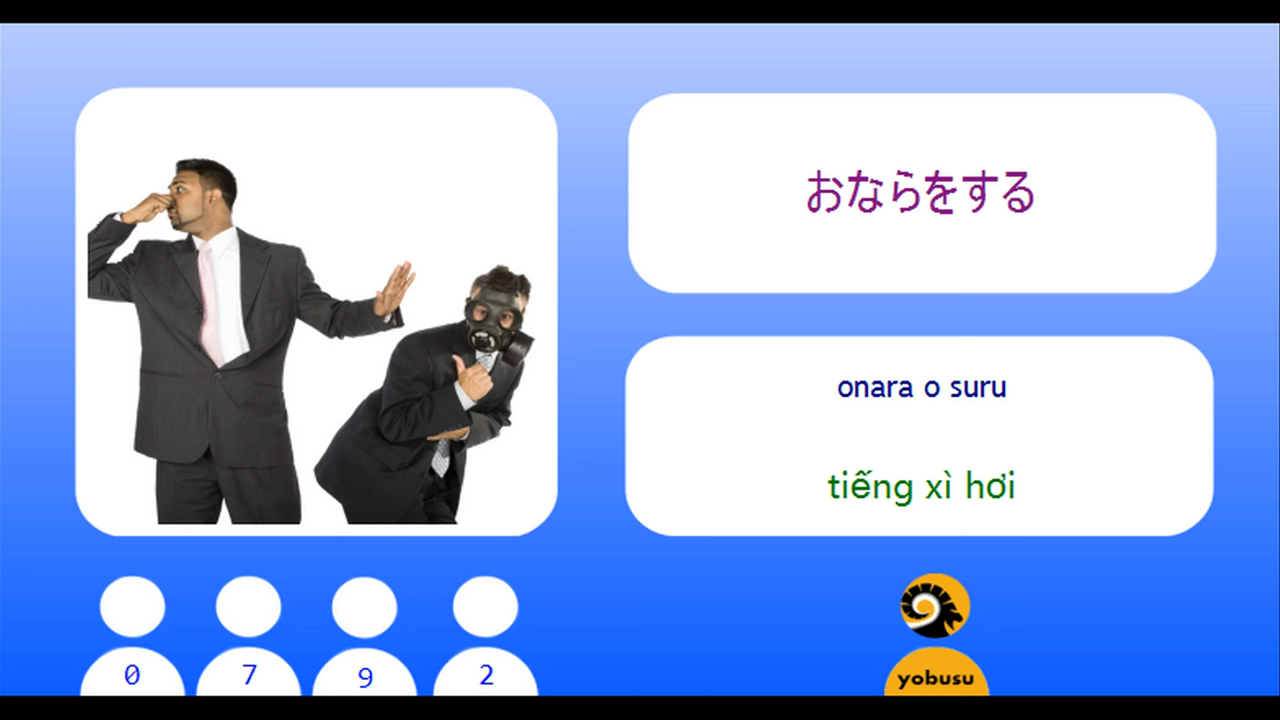 おならをする
onara o suru
tiếng xì hơi
0 7 9 2
yobusu